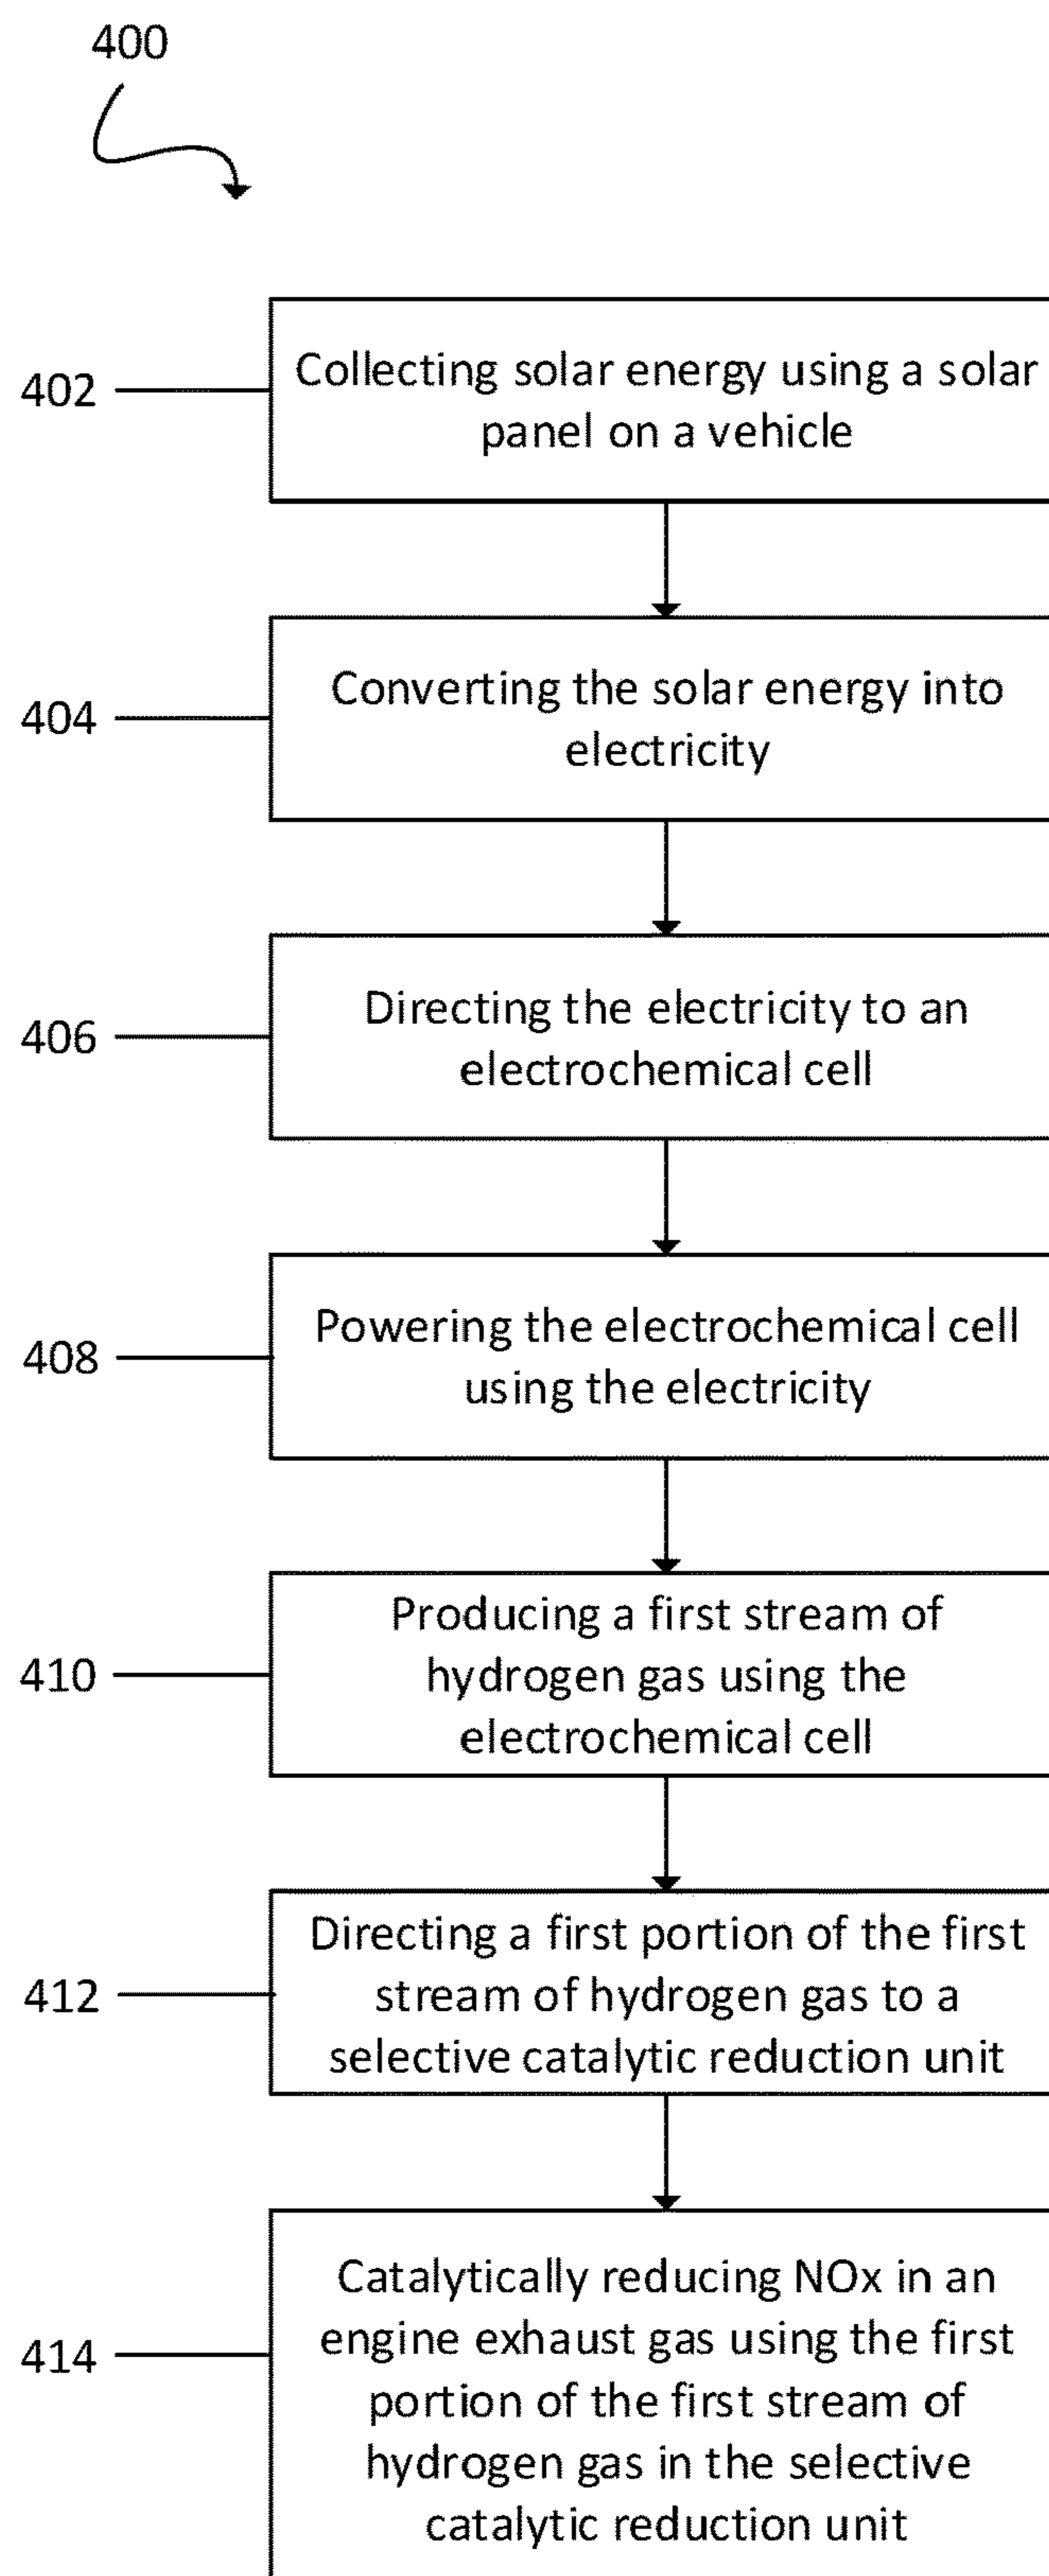 400
402
Collecting solar energy using a solar
panel on a vehicle
404
Converting the solar energy into
electricity
406
Directing the electricity to an
electrochemical cell
408
Powering the electrochemical cell
using the electricity
410
Producing a first stream of
hydrogen gas using the
electrochemical cell
412
Directing a first portion of the first
stream of hydrogen gas to a
selective catalytic reduction unit
414
Catalytically reducing NOx in an
engine exhaust gas using the first
portion of the first stream of
hydrogen gas in the selective
catalytic reduction unit